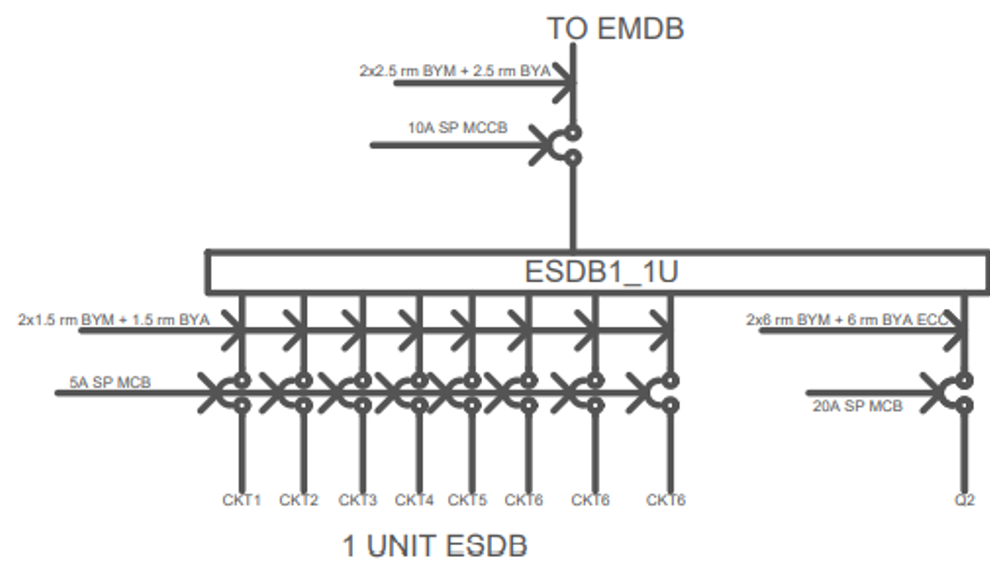 TO EMDB
2x2.5 rm BYM + 2.5 rm BYA
10A SP MCCB
ESDB1_1U
2x1.5 rm BYM + 1.5 rm BYA
2x6 rm BYM + 6 rm BYA ECC
5A SP MCB
20A SP MCB
CKT1 CKT2 CKT3 CKT4 CKT5 CKT6 CKT6 CKT6 Q2
1 UNIT ESDB